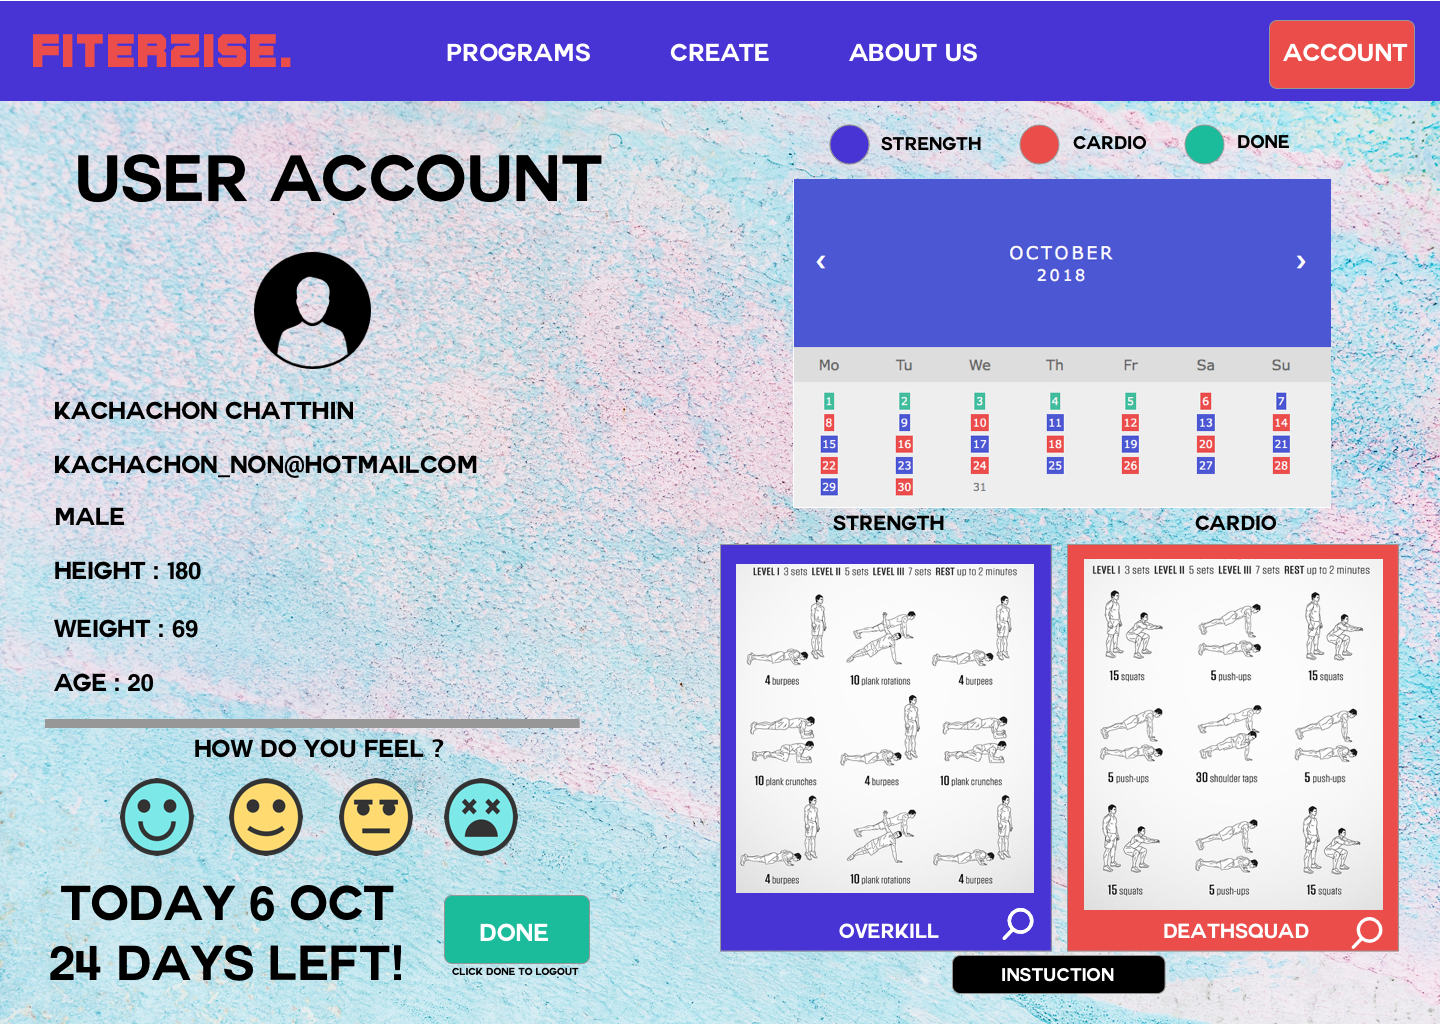 FITERZISE.
PROGRAMS CREATE ABOUT US
ACCOUNT
USER ACCOUNT
KACHACHON CHATTHIN
KACHACHON_NON@HOTMAILCOM
MALE
HEIGHT : 180
WEIGHT : 69
AGE : 20
HOW DO YOU FEEL ?
TODAY 6 OCT
24 DAYS LEFT!
DONE
CLICK DONE TO LOGOUT
STRENGTH CARDIO DONE
‹ OCTOBER ›
2018
Mo Tu We Th Fr Sa Su
1 2 3 4 5 6 7
8 9 10 11 12 13 14
15 16 17 18 19 20 21
22 23 24 25 26 27 28
29 30 31
STRENGTH
LEVEL I 3 sets LEVEL II 5 sets LEVEL III 7 sets REST up to 2 minutes
4 burpees 10 plank rotations 4 burpees
10 plank crunches 4 burpees 10 plank crunches
4 burpees 10 plank rotations 4 burpees
OVERKILL
CARDIO
LEVEL I 3 sets LEVEL II 5 sets LEVEL III 7 sets REST up to 2 minutes
15 squats 5 push-ups 15 squats
5 push-ups 30 shoulder taps 5 push-ups
15 squats 5 push-ups 15 squats
DEATHSQUAD
INSTUCTION